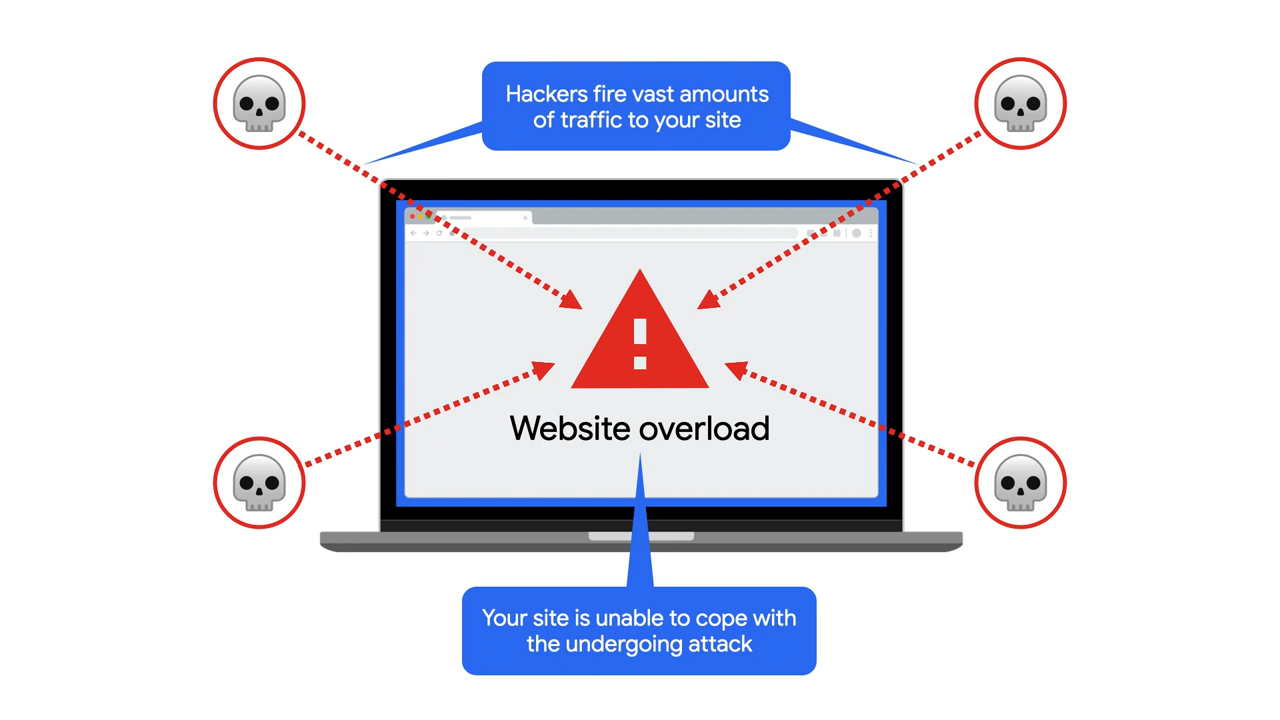 Hackers fire vast amounts
of traffic to your site
Website overload
Your site is unable to cope with
the undergoing attack